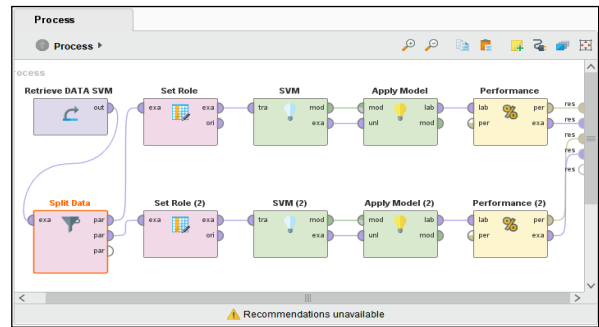 Process
Process
ocess
Retrieve DATA SVM
Set Role
SVM
Apply Model
Performance
out
exa exa
ori
tra mod
exa
mod lab
unl mod
lab per
per exa
res
res
res
res
res
Split Data
Set Role (2)
SVM (2)
Apply Model (2)
Performance (2)
exa par
par
par
exa exa
ori
tra mod
exa
mod lab
unl mod
lab per
per exa
Recommendations unavailable